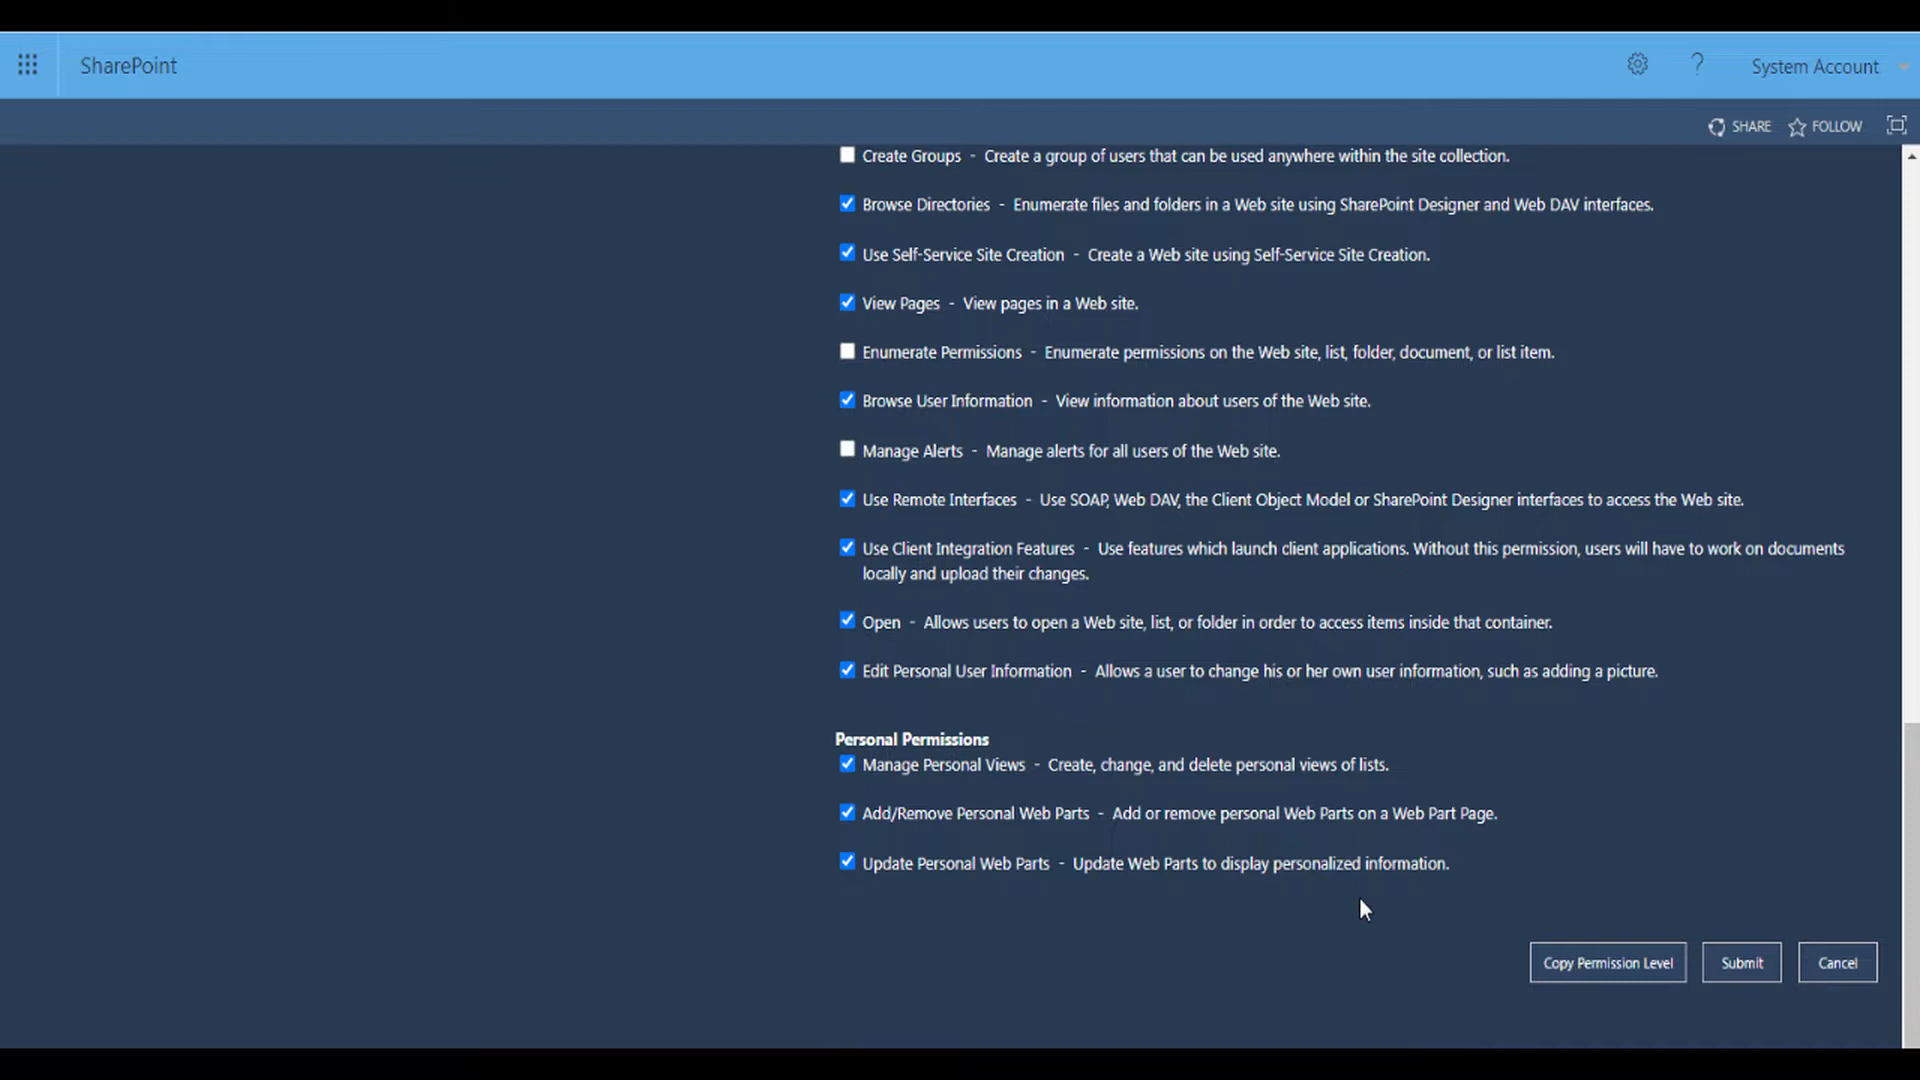 SharePoint
? System Account
SHARE FOLLOW
Create Groups - Create a group of users that can be used anywhere within the site collection.
Browse Directories - Enumerate files and folders in a Web site using SharePoint Designer and Web DAV interfaces.
Use Self-Service Site Creation - Create a Web site using Self-Service Site Creation.
View Pages - View pages in a Web site.
Enumerate Permissions - Enumerate permissions on the Web site, list, folder, document, or list item.
Browse User Information - View information about users of the Web site.
Manage Alerts - Manage alerts for all users of the Web site.
Use Remote Interfaces - Use SOAP, Web DAV, the Client Object Model or SharePoint Designer interfaces to access the Web site.
Use Client Integration Features - Use features which launch client applications. Without this permission, users will have to work on documents
locally and upload their changes.
Open - Allows users to open a Web site, list, or folder in order to access items inside that container.
Edit Personal User Information - Allows a user to change his or her own user information, such as adding a picture.
Personal Permissions
Manage Personal Views - Create, change, and delete personal views of lists.
Add/Remove Personal Web Parts - Add or remove personal Web Parts on a Web Part Page.
Update Personal Web Parts - Update Web Parts to display personalized information.
Copy Permission Level Submit Cancel